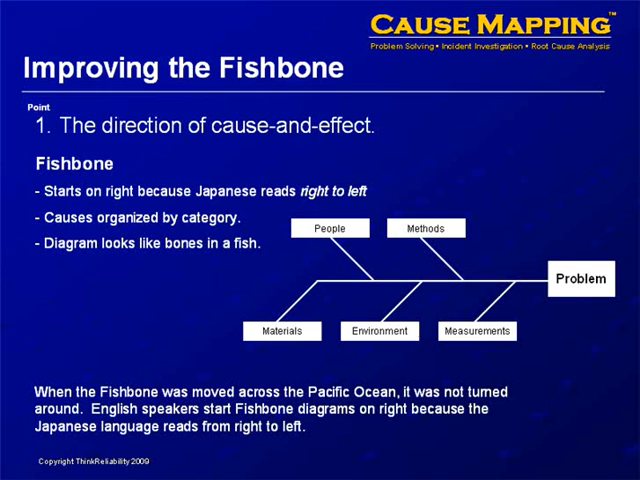 CAUSE MAPPING™
Problem Solving • Incident Investigation • Root Cause Analysis
Improving the Fishbone
Point
1. The direction of cause-and-effect.
Fishbone
- Starts on right because Japanese reads right to left
- Causes organized by category.
- Diagram looks like bones in a fish.
People
Methods
Problem
Materials
Environment
Measurements
When the Fishbone was moved across the Pacific Ocean, it was not turned
around. English speakers start Fishbone diagrams on right because the
Japanese language reads from right to left.
Copyright ThinkReliability 2009